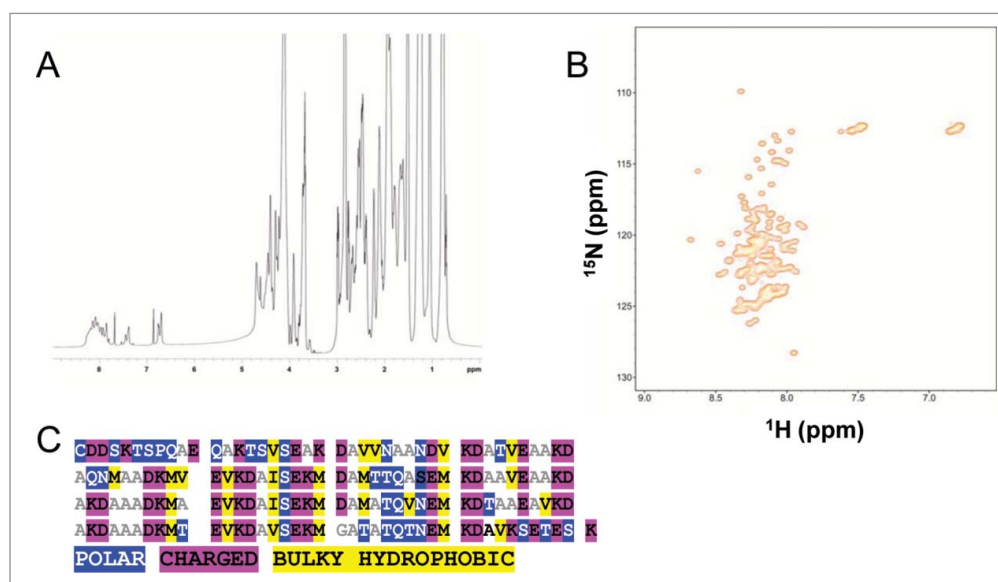 A
8 7 6 5 4 3 2 1 ppm
B
110
115
120
125
130
¹⁵N (ppm)
9.0 8.5 8.0 7.5 7.0
¹H (ppm)
C
CDDSKTSPQAE QAKTSVSEAK DAVVNAANDV KDATVEAAKD
AQNMAADKMV EVKDAISEKM DAMTTQASEM KDAAVEAAKD
AKDAAADKMA EVKDAISEKM DAMATQVNEM KDTAAEAVKD
AKDAAADKMT EVKDAVSEKM GATATQTNEM KDAVKSETES K
POLAR CHARGED BULKY HYDROPHOBIC